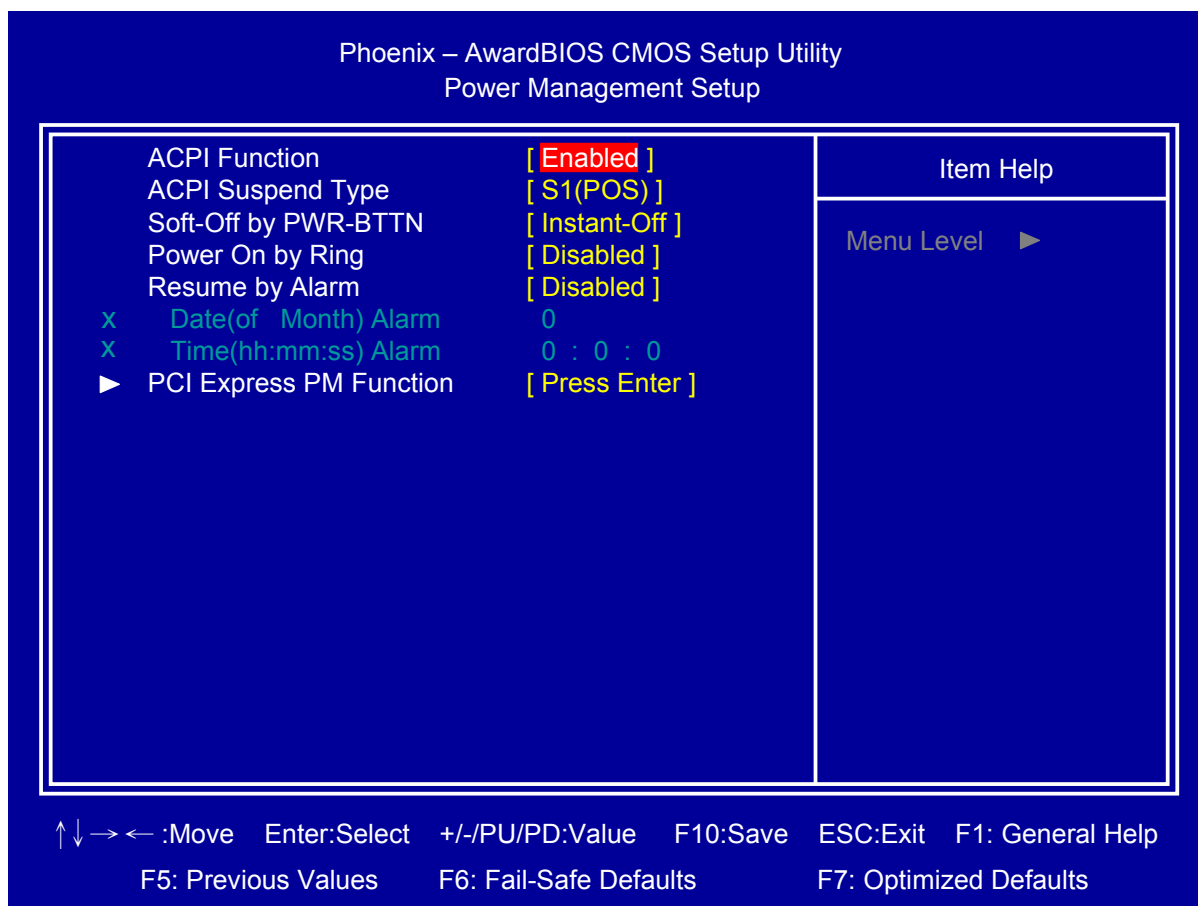 Phoenix – AwardBIOS CMOS Setup Utility
Power Management Setup
ACPI Function [ Enabled ]
ACPI Suspend Type [ S1(POS) ]
Soft-Off by PWR-BTTN [ Instant-Off ]
Power On by Ring [ Disabled ]
Resume by Alarm [ Disabled ]
x Date(of Month) Alarm 0
x Time(hh:mm:ss) Alarm 0 : 0 : 0
► PCI Express PM Function [ Press Enter ]
Item Help
Menu Level ►
↑↓→← :Move Enter:Select +/-/PU/PD:Value F10:Save ESC:Exit F1: General Help
F5: Previous Values F6: Fail-Safe Defaults F7: Optimized Defaults